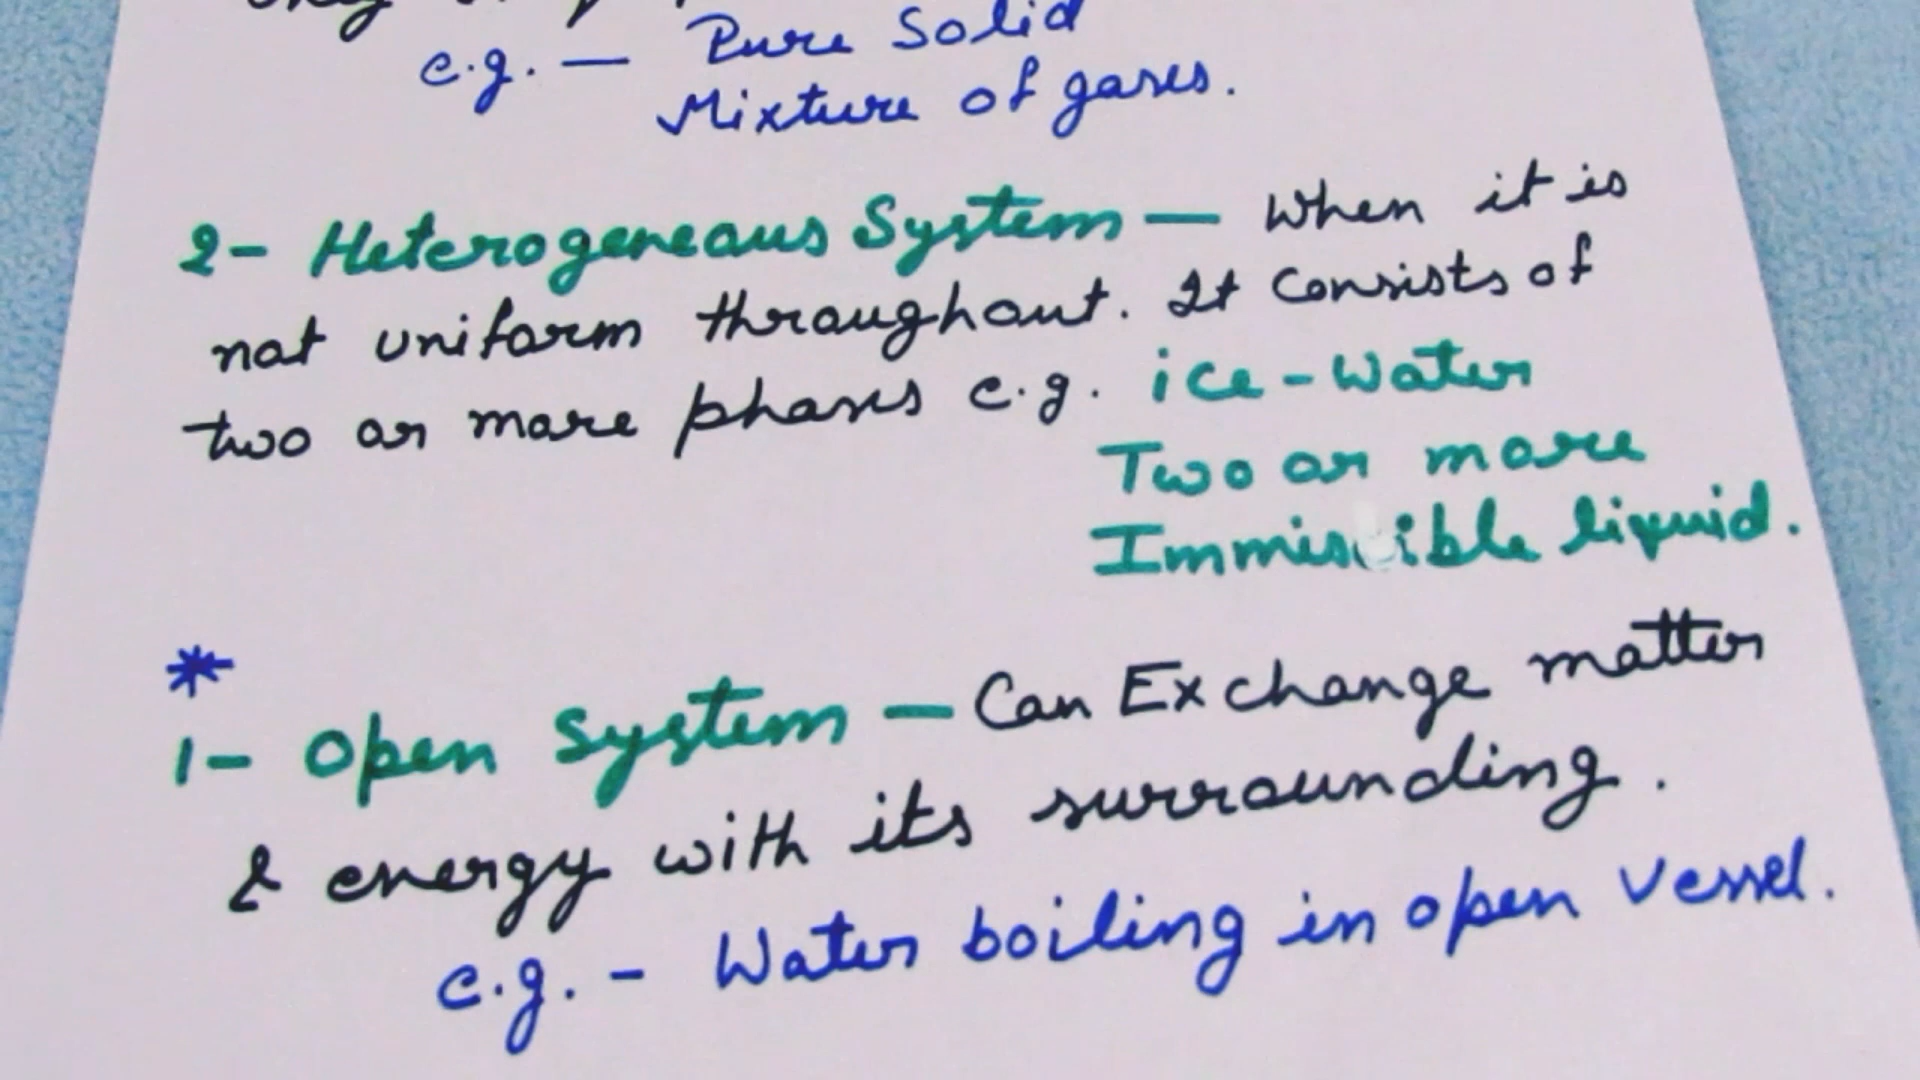 e.g. — Pure Solid
Mixture of gases.
2- Heterogeneous System — When it is
not uniform throughout. It consists of
two or more phases e.g. ice-water
Two or more
Immiscible liquid.
*
1- Open System — Can Exchange matter
& energy with its surrounding.
e.g. - Water boiling in open vessel.